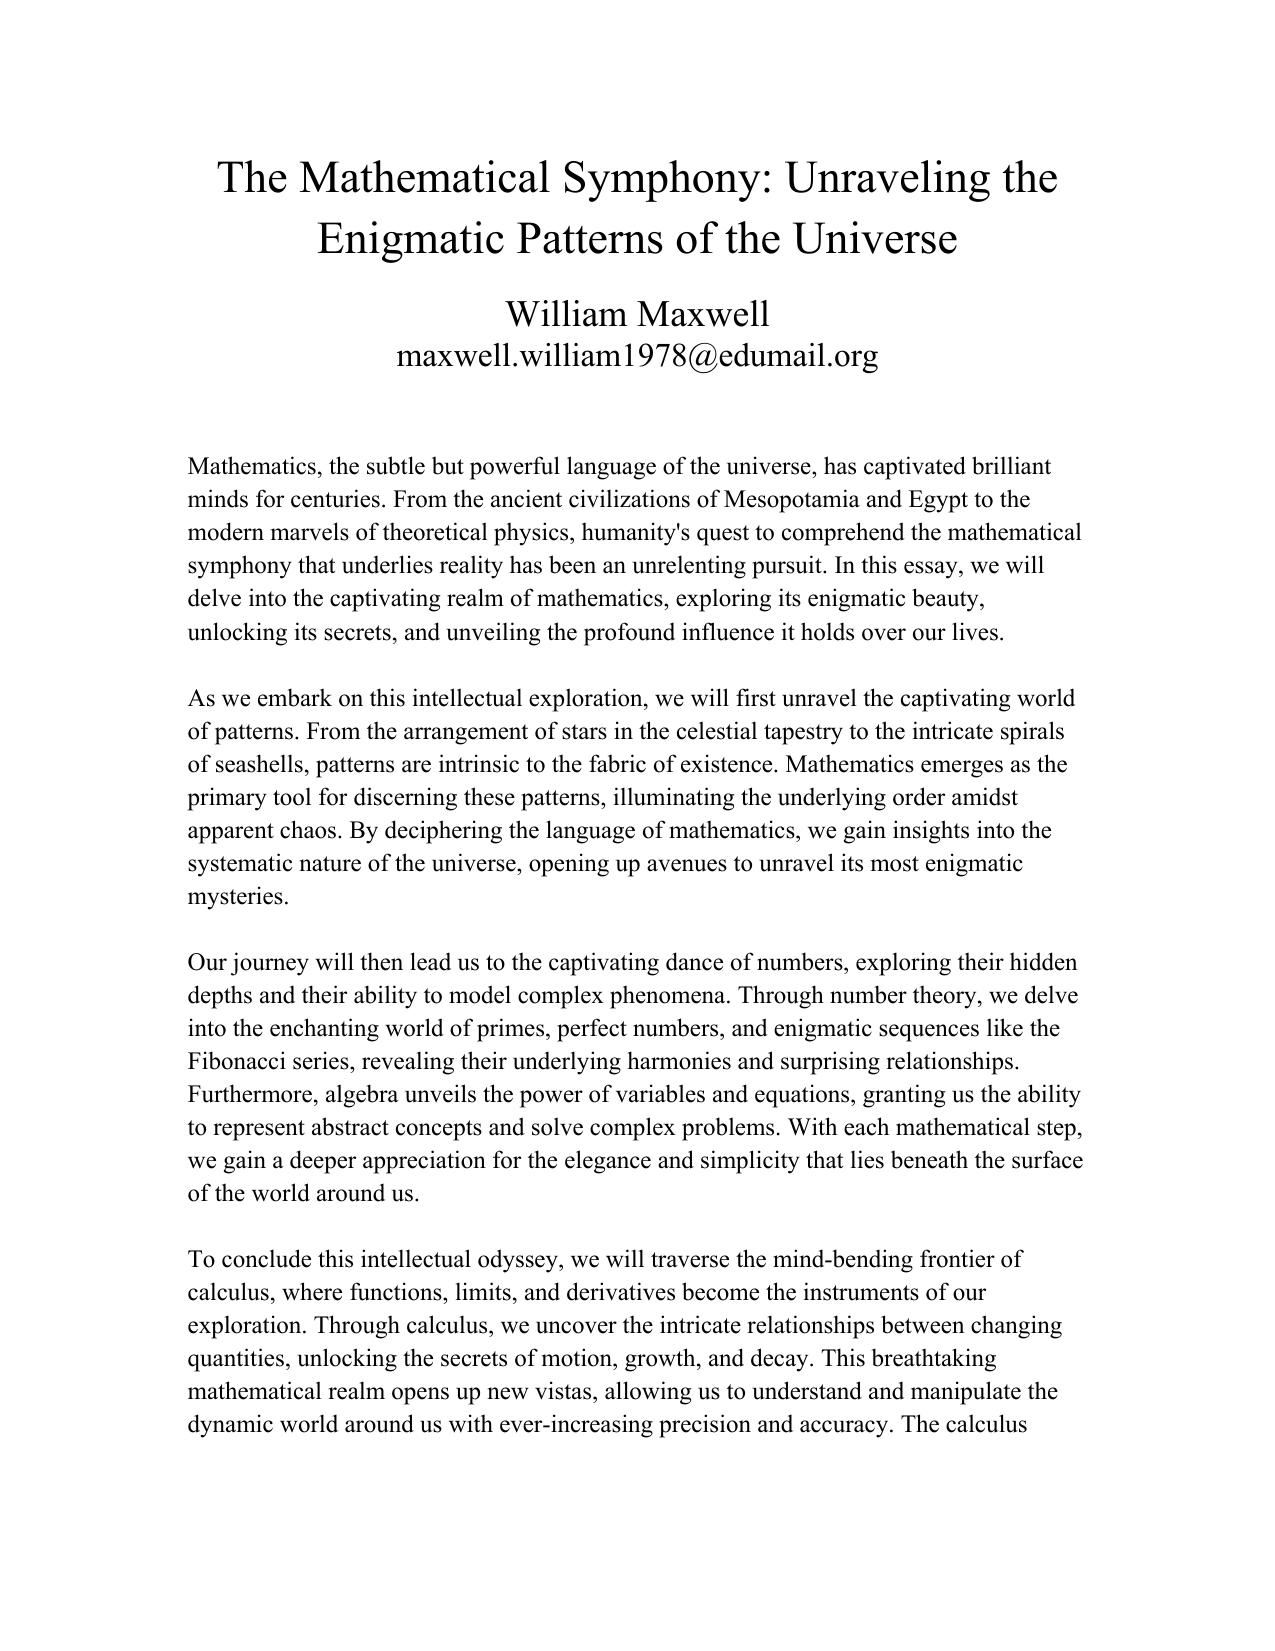 The Mathematical Symphony: Unraveling the
Enigmatic Patterns of the Universe
William Maxwell
maxwell.william1978@edumail.org
Mathematics, the subtle but powerful language of the universe, has captivated brilliant
minds for centuries. From the ancient civilizations of Mesopotamia and Egypt to the
modern marvels of theoretical physics, humanity's quest to comprehend the mathematical
symphony that underlies reality has been an unrelenting pursuit. In this essay, we will
delve into the captivating realm of mathematics, exploring its enigmatic beauty,
unlocking its secrets, and unveiling the profound influence it holds over our lives.
As we embark on this intellectual exploration, we will first unravel the captivating world
of patterns. From the arrangement of stars in the celestial tapestry to the intricate spirals
of seashells, patterns are intrinsic to the fabric of existence. Mathematics emerges as the
primary tool for discerning these patterns, illuminating the underlying order amidst
apparent chaos. By deciphering the language of mathematics, we gain insights into the
systematic nature of the universe, opening up avenues to unravel its most enigmatic
mysteries.
Our journey will then lead us to the captivating dance of numbers, exploring their hidden
depths and their ability to model complex phenomena. Through number theory, we delve
into the enchanting world of primes, perfect numbers, and enigmatic sequences like the
Fibonacci series, revealing their underlying harmonies and surprising relationships.
Furthermore, algebra unveils the power of variables and equations, granting us the ability
to represent abstract concepts and solve complex problems. With each mathematical step,
we gain a deeper appreciation for the elegance and simplicity that lies beneath the surface
of the world around us.
To conclude this intellectual odyssey, we will traverse the mind-bending frontier of
calculus, where functions, limits, and derivatives become the instruments of our
exploration. Through calculus, we uncover the intricate relationships between changing
quantities, unlocking the secrets of motion, growth, and decay. This breathtaking
mathematical realm opens up new vistas, allowing us to understand and manipulate the
dynamic world around us with ever-increasing precision and accuracy. The calculus